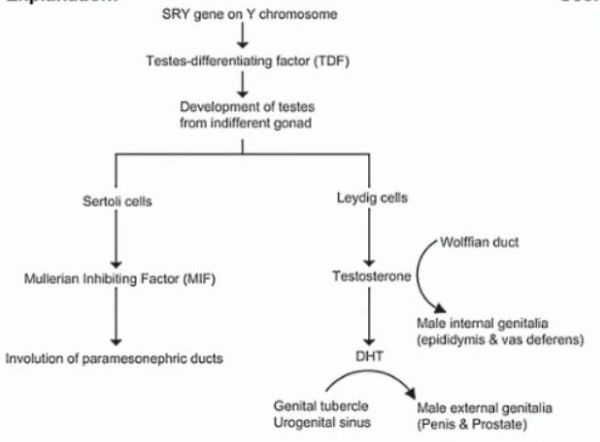 SRY gene on Y chromosome
Testes-differentiating factor (TDF)
Development of testes
from indifferent gonad
Sertoli cells
Leydig cells
Wolffian duct
Mullerian Inhibiting Factor (MIF)
Testosterone
Male internal genitalia
(epididymis & vas deferens)
Involution of paramesonephric ducts
DHT
Genital tubercle
Urogenital sinus
Male external genitalia
(Penis & Prostate)